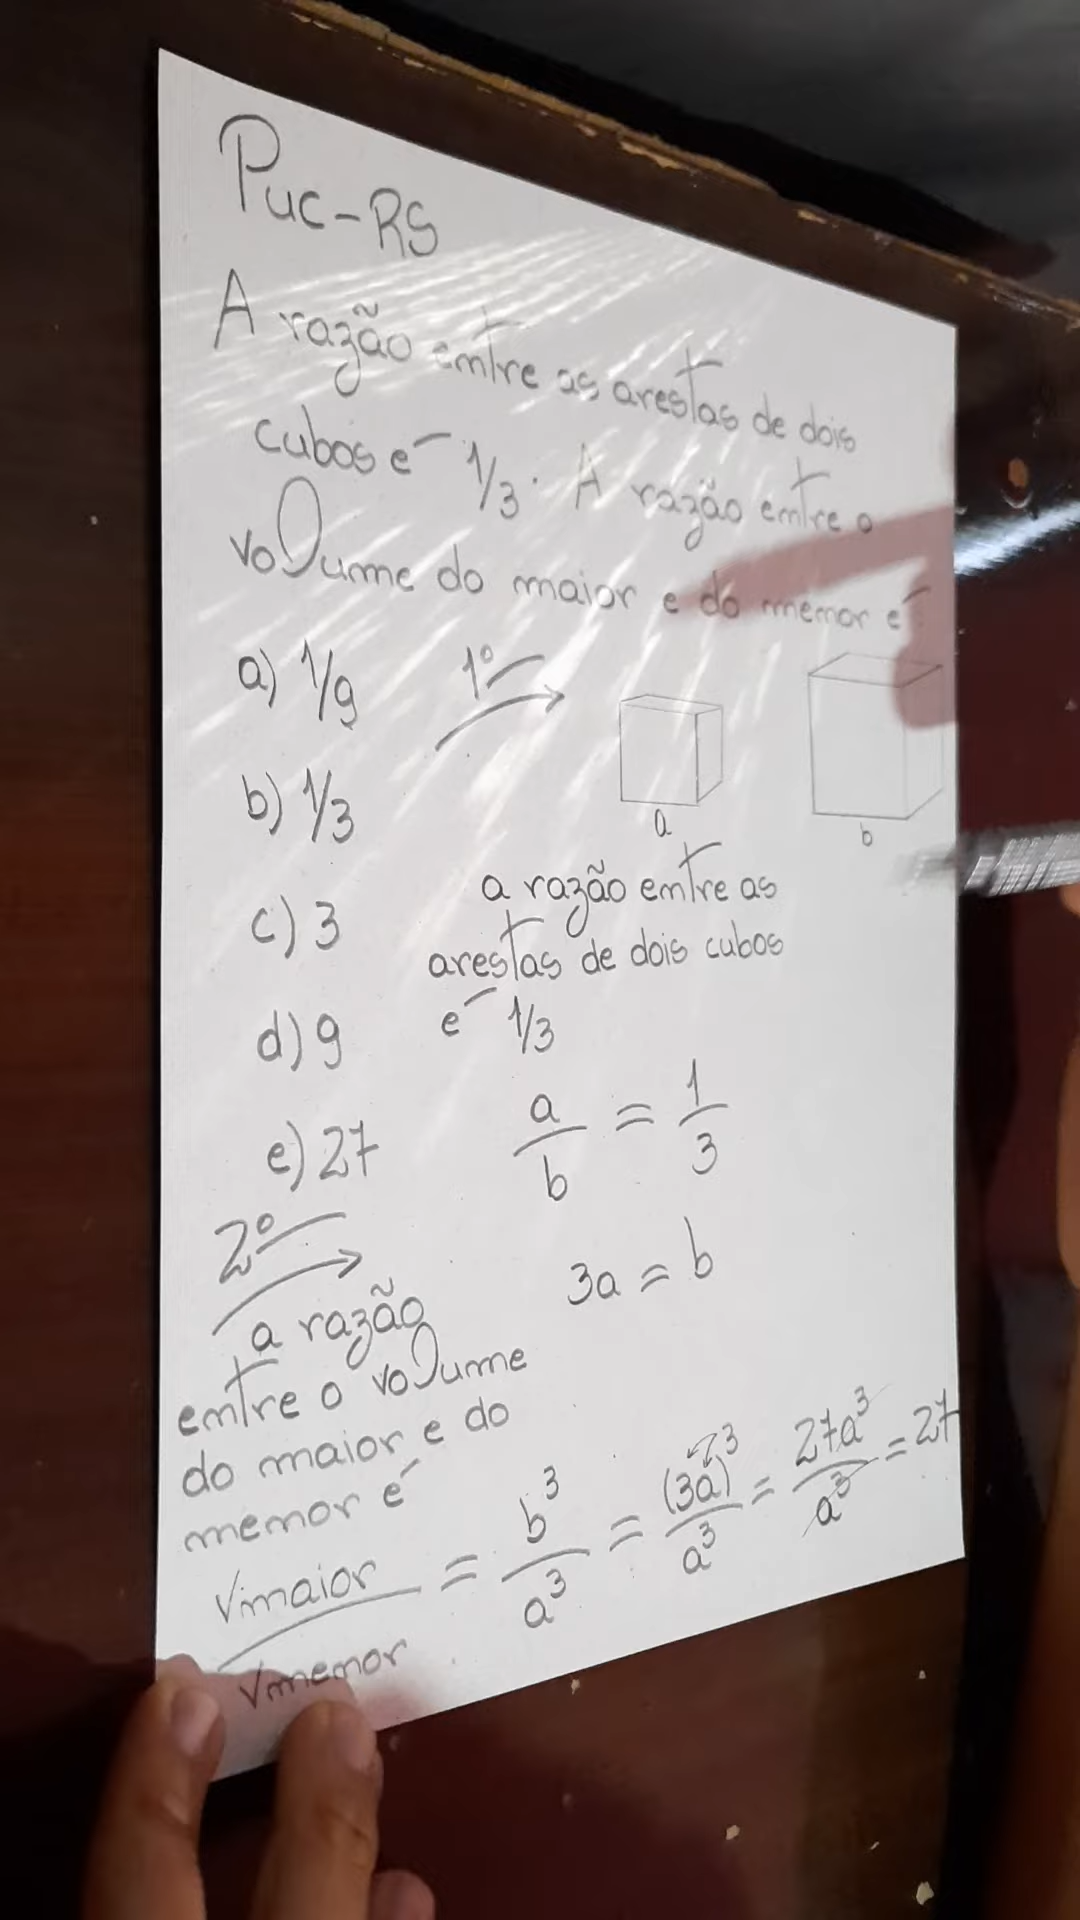 Puc-RS
A razão entre as arestas de dois
cubos é 1/3. A razão entre o
volume do maior e do menor é
a) 1/9
1º
b) 1/3
a
b
c) 3
a razão entre as
arestas de dois cubos
d) 9
é 1/3
e) 27
a/b = 1/3
3a = b
2º
a razão
entre o volume
do maior e do
menor é
Vmaior/Vmenor = b³/a³ = (3a)³/a³ = 27a³/a³ = 27